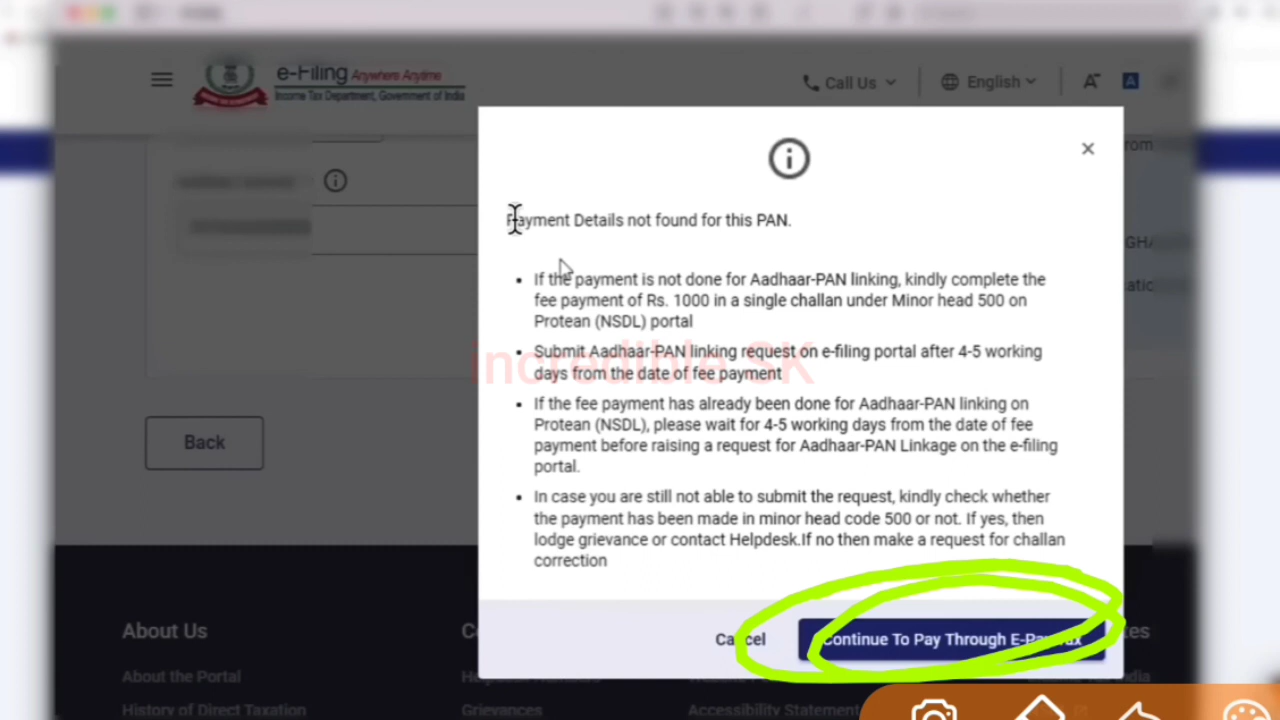 e-Filing Anywhere Anytime
Income Tax Department, Government of India
Call Us
English
A
A
Payment Details not found for this PAN.
If the payment is not done for Aadhaar-PAN linking, kindly complete the
fee payment of Rs. 1000 in a single challan under Minor head 500 on
Protean (NSDL) portal
Submit Aadhaar-PAN linking request on e-filing portal after 4-5 working
days from the date of fee payment
If the fee payment has already been done for Aadhaar-PAN linking on
Protean (NSDL), please wait for 4-5 working days from the date of fee
payment before raising a request for Aadhaar-PAN Linkage on the e-filing
portal.
In case you are still not able to submit the request, kindly check whether
the payment has been made in minor head code 500 or not. If yes, then
lodge grievance or contact Helpdesk.If no then make a request for challan
correction
incredible SK
Back
Cancel
Continue To Pay Through E-Pay Tax
About Us
About the Portal
History of Direct Taxation
Grievances
Accessibility Statement